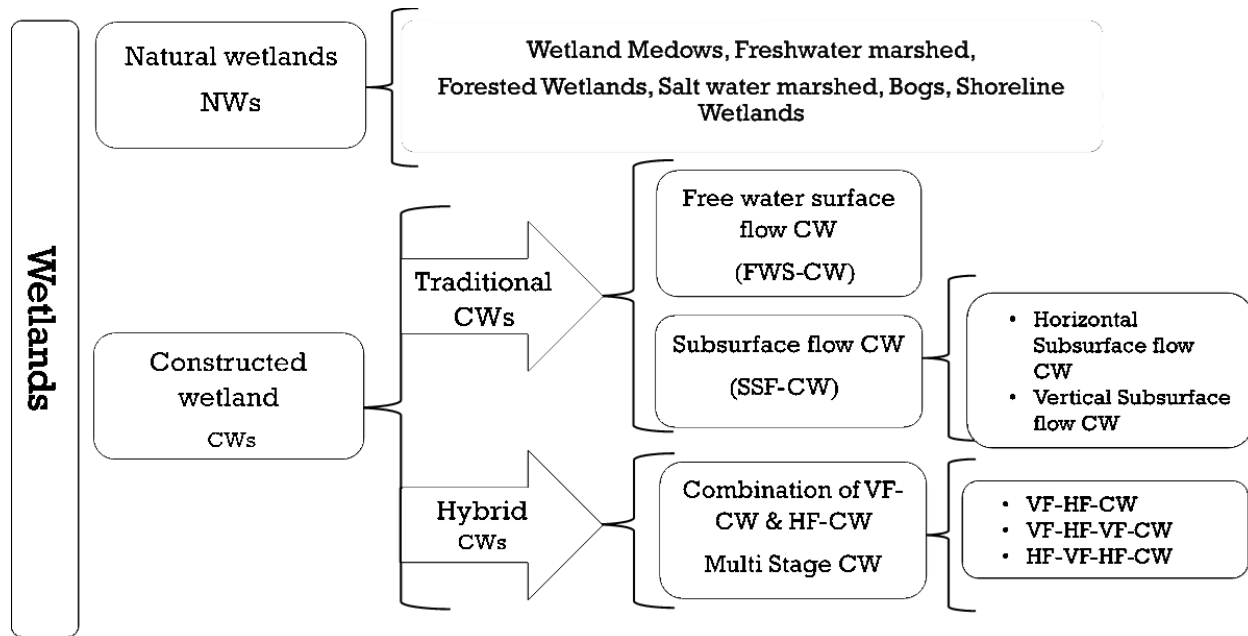 Wetlands
Natural wetlands
NWs
Wetland Medows, Freshwater marshed,
Forested Wetlands, Salt water marshed, Bogs, Shoreline
Wetlands
Constructed
wetland
CWs
Traditional
CWs
Free water surface
flow CW
(FWS-CW)
Subsurface flow CW
(SSF-CW)
• Horizontal
Subsurface flow
CW
• Vertical Subsurface
flow CW
Hybrid
CWs
Combination of VF-
CW & HF-CW
Multi Stage CW
• VF-HF-CW
• VF-HF-VF-CW
• HF-VF-HF-CW